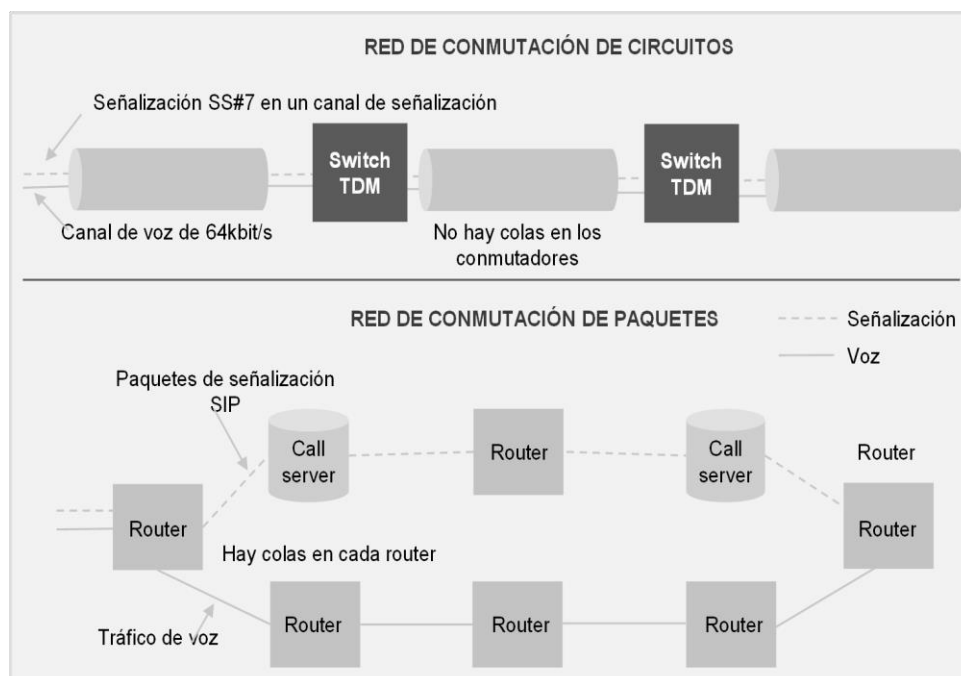 RED DE CONMUTACIÓN DE CIRCUITOS
Señalización SS#7 en un canal de señalización
Switch
TDM
Switch
TDM
Canal de voz de 64kbit/s
No hay colas en los
conmutadores
RED DE CONMUTACIÓN DE PAQUETES
Señalización
Voz
Paquetes de señalización
SIP
Call
server
Router
Call
server
Router
Router
Router
Hay colas en cada router
Router
Router
Router
Tráfico de voz